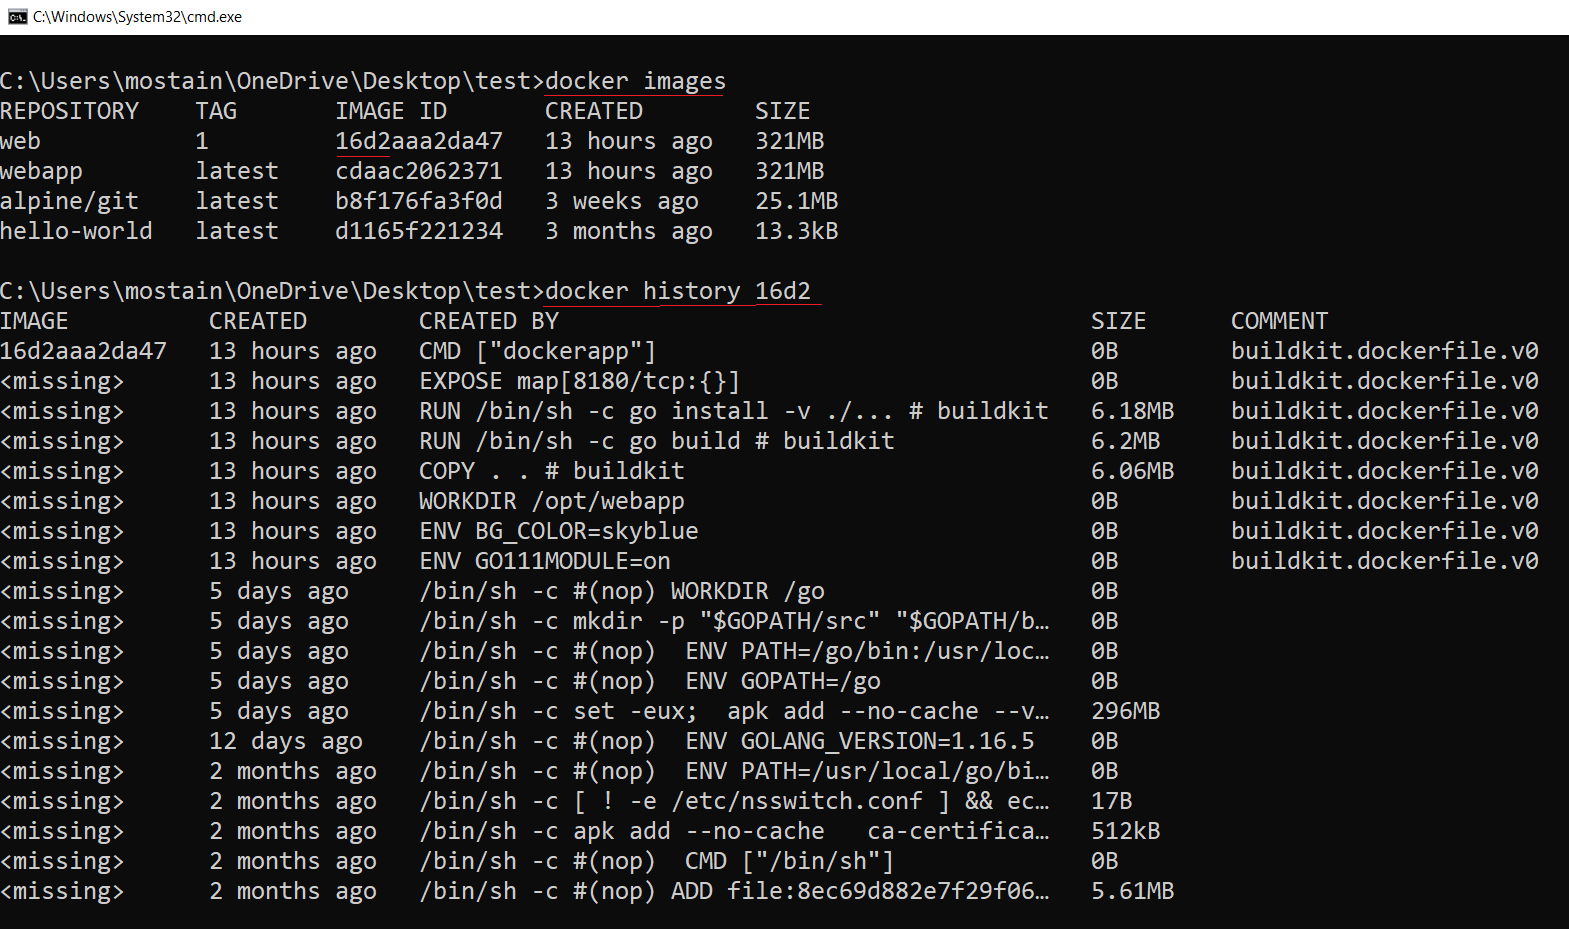 C:\Windows\System32\cmd.exe
C:\Users\mostain\OneDrive\Desktop\test>docker images
REPOSITORY    TAG       IMAGE ID       CREATED        SIZE
web           1         16d2aaa2da47   13 hours ago   321MB
webapp        latest    cdaac2062371   13 hours ago   321MB
alpine/git    latest    b8f176fa3f0d   3 weeks ago    25.1MB
hello-world   latest    d1165f221234   3 months ago   13.3kB
C:\Users\mostain\OneDrive\Desktop\test>docker history 16d2
IMAGE          CREATED        CREATED BY                                      SIZE      COMMENT
16d2aaa2da47   13 hours ago   CMD ["dockerapp"]                               0B        buildkit.dockerfile.v0
<missing>      13 hours ago   EXPOSE map[8180/tcp:{}]                         0B        buildkit.dockerfile.v0
<missing>      13 hours ago   RUN /bin/sh -c go install -v ./... # buildkit   6.18MB    buildkit.dockerfile.v0
<missing>      13 hours ago   RUN /bin/sh -c go build # buildkit              6.2MB     buildkit.dockerfile.v0
<missing>      13 hours ago   COPY . . # buildkit                             6.06MB    buildkit.dockerfile.v0
<missing>      13 hours ago   WORKDIR /opt/webapp                             0B        buildkit.dockerfile.v0
<missing>      13 hours ago   ENV BG_COLOR=skyblue                            0B        buildkit.dockerfile.v0
<missing>      13 hours ago   ENV GO111MODULE=on                              0B        buildkit.dockerfile.v0
<missing>      5 days ago     /bin/sh -c #(nop) WORKDIR /go                   0B
<missing>      5 days ago     /bin/sh -c mkdir -p "$GOPATH/src" "$GOPATH/b…   0B
<missing>      5 days ago     /bin/sh -c #(nop)  ENV PATH=/go/bin:/usr/loc…   0B
<missing>      5 days ago     /bin/sh -c #(nop)  ENV GOPATH=/go               0B
<missing>      5 days ago     /bin/sh -c set -eux;  apk add --no-cache --v…   296MB
<missing>      12 days ago    /bin/sh -c #(nop)  ENV GOLANG_VERSION=1.16.5    0B
<missing>      2 months ago   /bin/sh -c #(nop)  ENV PATH=/usr/local/go/bi…   0B
<missing>      2 months ago   /bin/sh -c [ ! -e /etc/nsswitch.conf ] && ec…   17B
<missing>      2 months ago   /bin/sh -c apk add --no-cache   ca-certifica…   512kB
<missing>      2 months ago   /bin/sh -c #(nop)  CMD ["/bin/sh"]              0B
<missing>      2 months ago   /bin/sh -c #(nop) ADD file:8ec69d882e7f29f06…   5.61MB